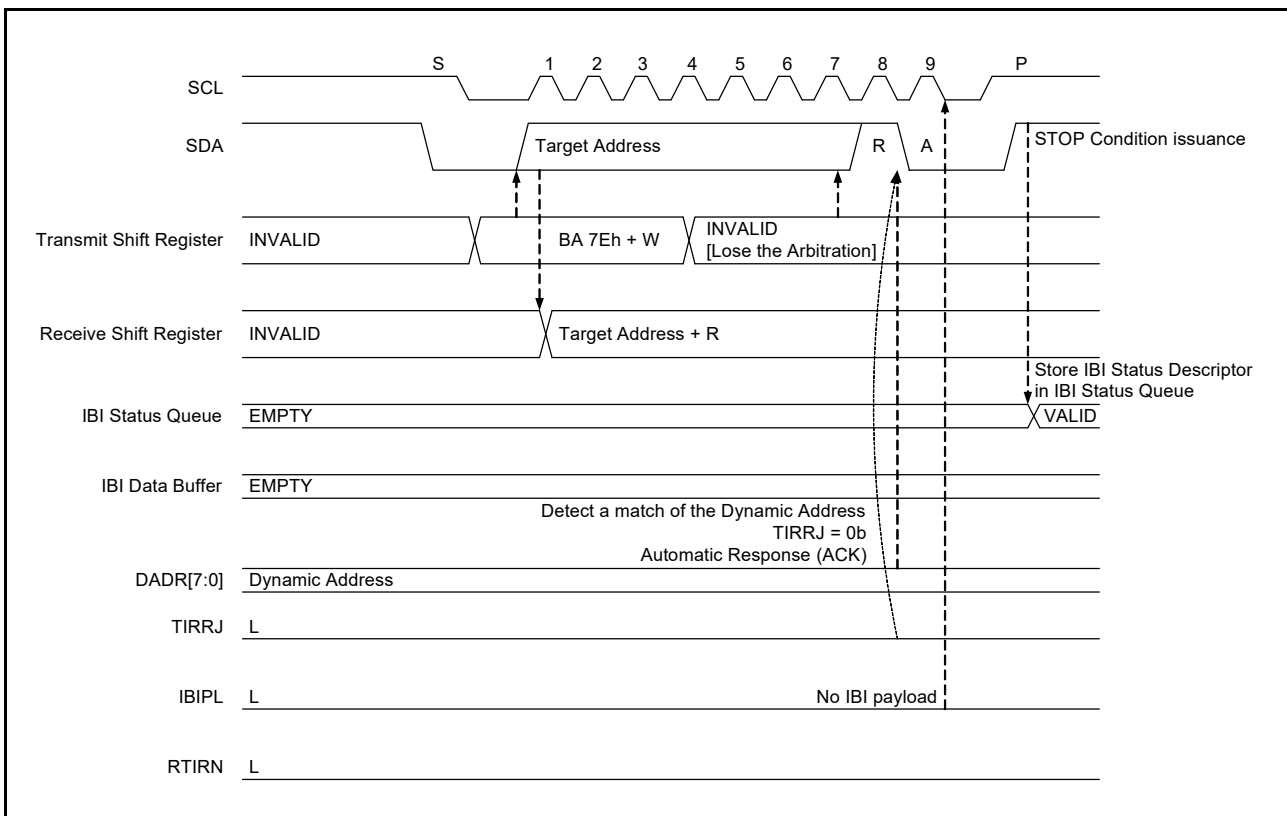 S 1 2 3 4 5 6 7 8 9 P
SCL
SDA Target Address R A STOP Condition issuance
Transmit Shift Register INVALID BA 7Eh + W INVALID
[Lose the Arbitration]
Receive Shift Register INVALID Target Address + R
Store IBI Status Descriptor
in IBI Status Queue
IBI Status Queue EMPTY VALID
IBI Data Buffer EMPTY
Detect a match of the Dynamic Address
TIRRJ = 0b
Automatic Response (ACK)
DADR[7:0] Dynamic Address
TIRRJ L
IBIPL L No IBI payload
RTIRN L